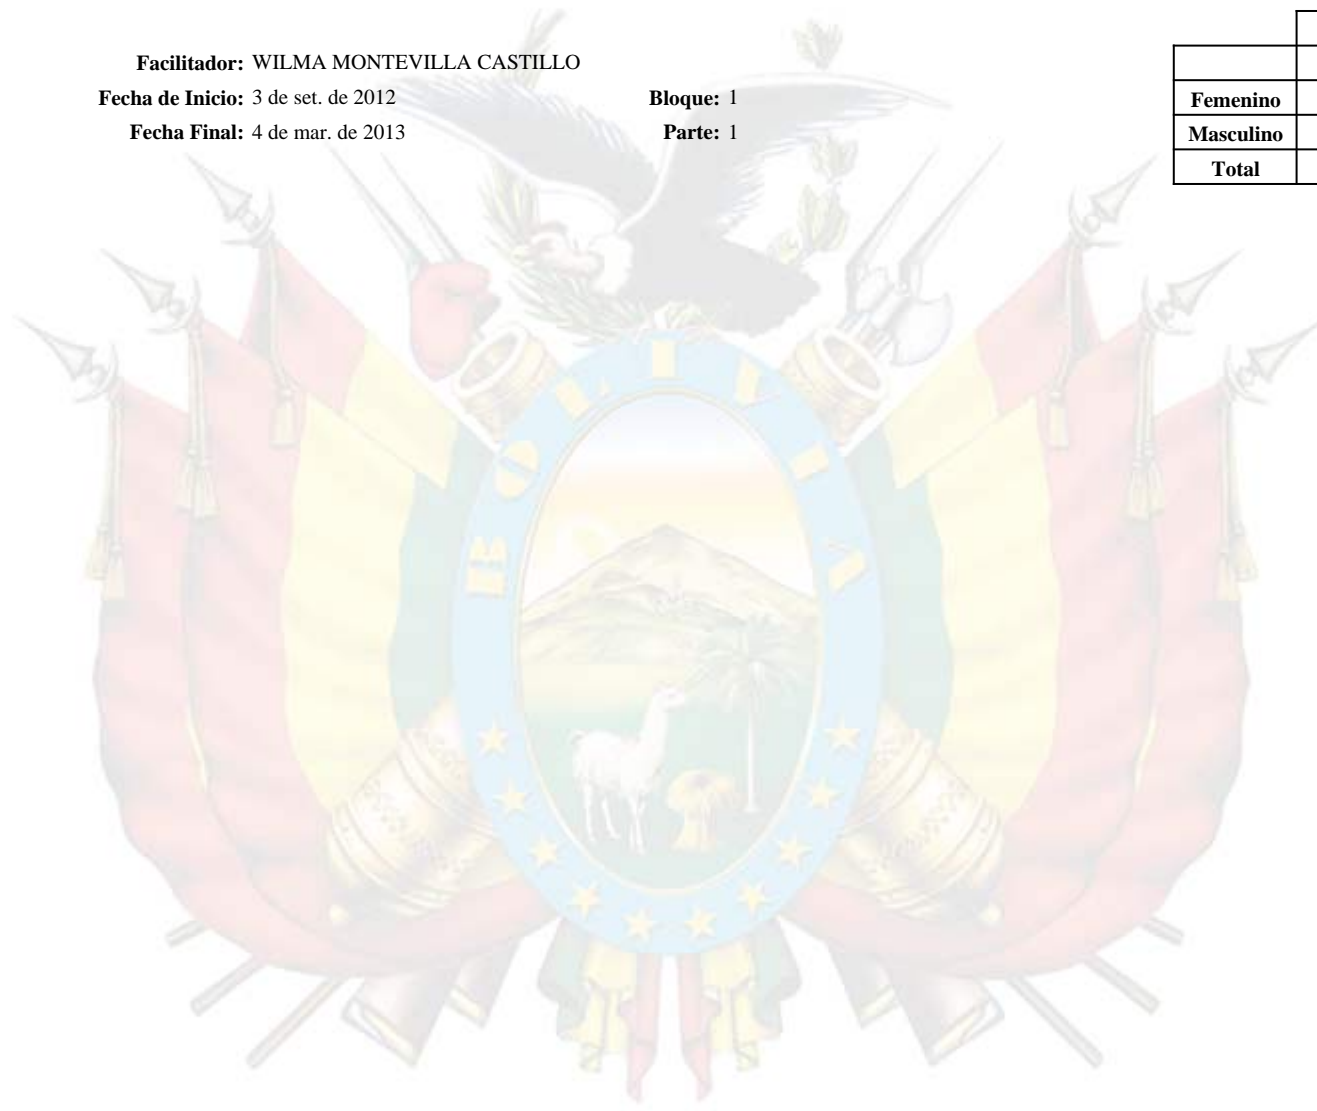 Facilitador: WILMA MONTEVILLA CASTILLO
Fecha de Inicio: 3 de set. de 2012 Bloque: 1
Fecha Final: 4 de mar. de 2013 Parte: 1
Femenino
Masculino
Total
BOLIVIA